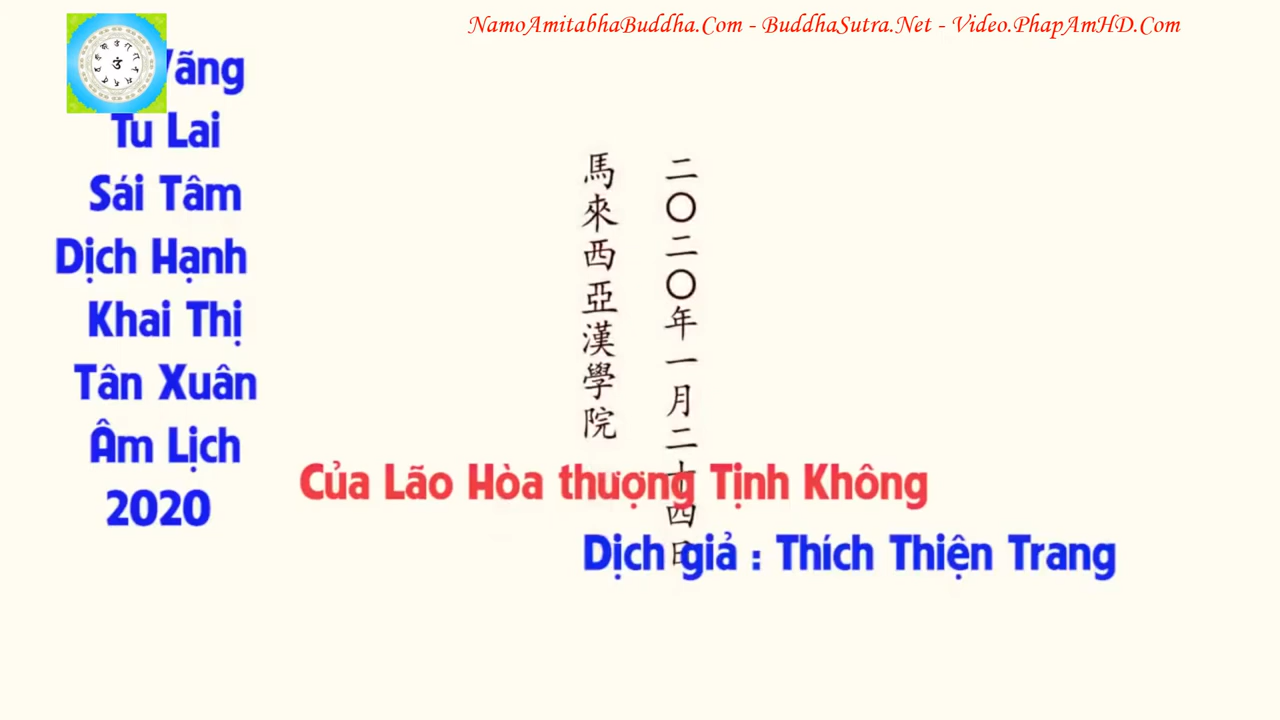 NamoAmitabhaBuddha.Com - BuddhaSutra.Net - Video.PhapAmHD.Com
Vãng
Tu Lai
Sái Tâm
Dịch Hạnh
Khai Thị
Tân Xuân
Âm Lịch
2020
二〇二〇年一月二十四日
馬來西亞漢學院
Của Lão Hòa thượng Tịnh Không
Dịch giả : Thích Thiện Trang